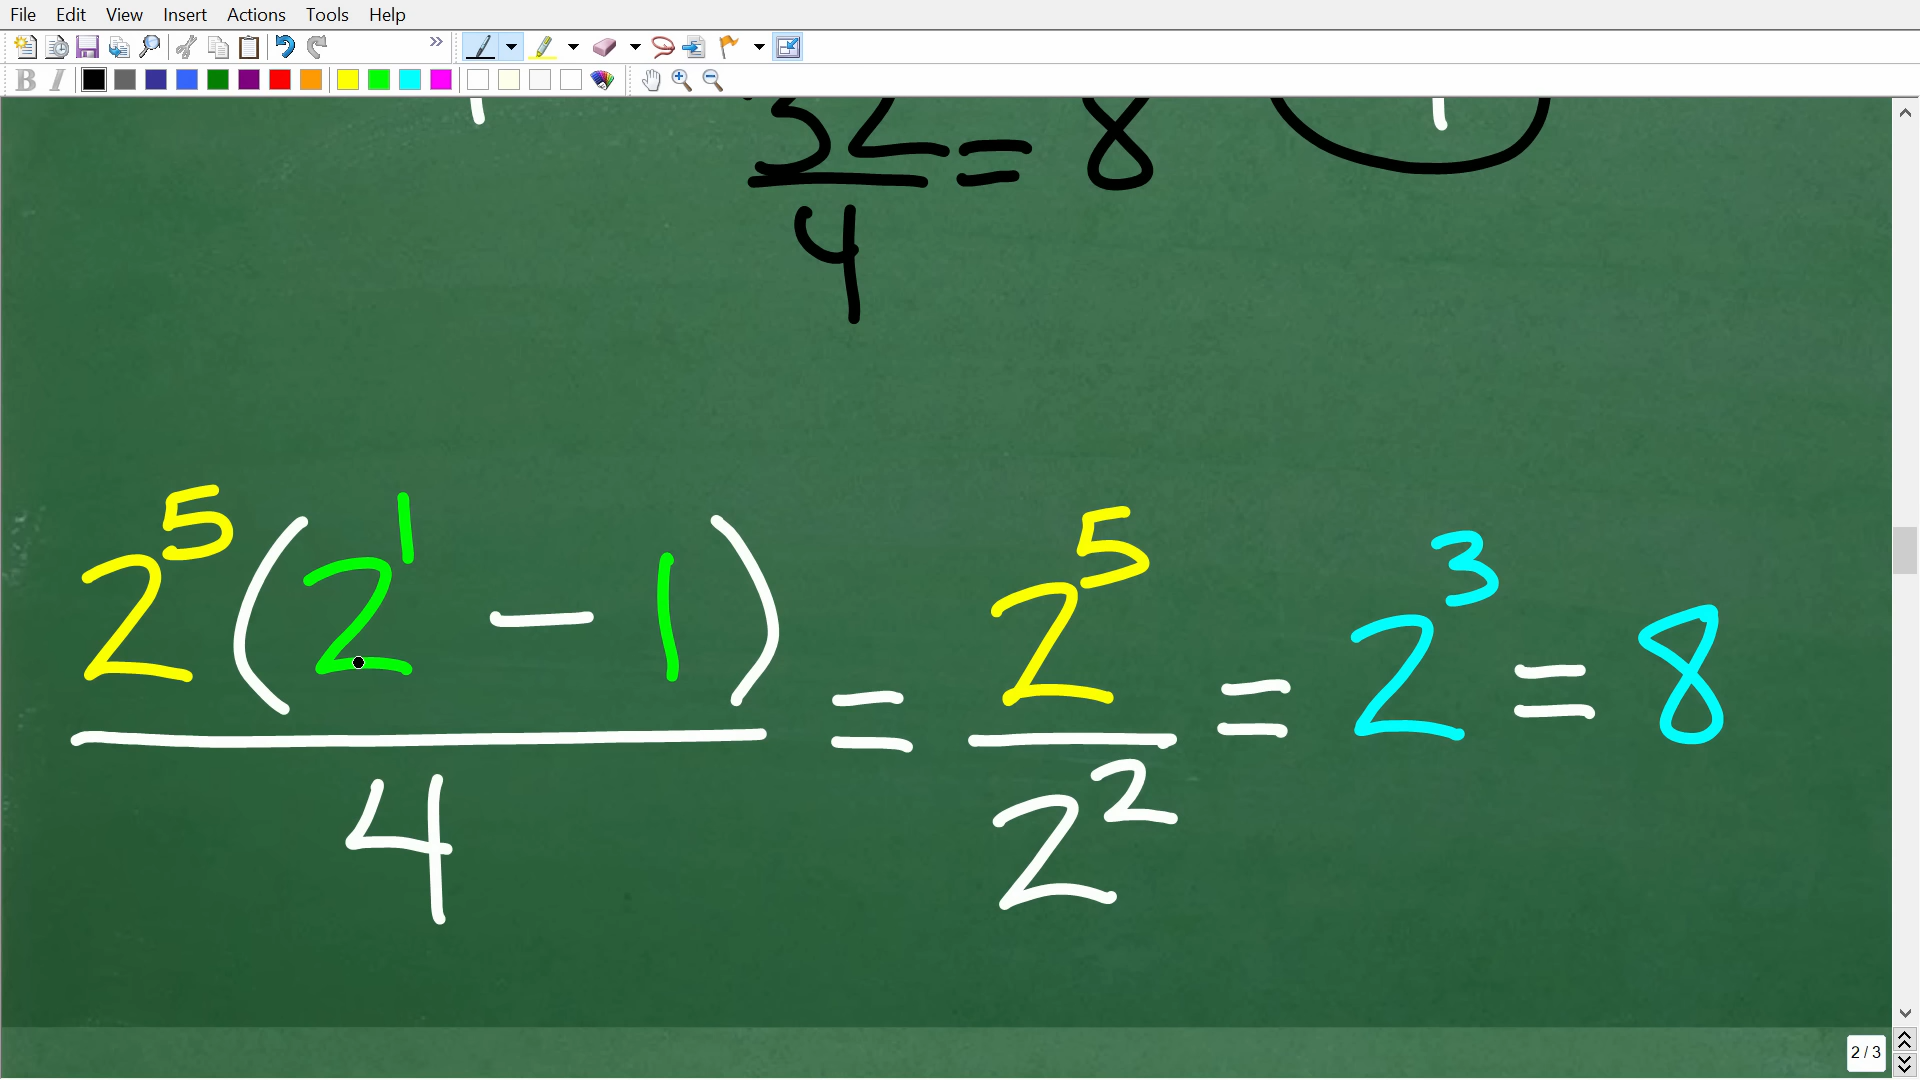 File Edit View Insert Actions Tools Help
B I
32/4 = 8
2^5(2^1 - 1)/4 = 2^5/2^2 = 2^3 = 8
2 / 3